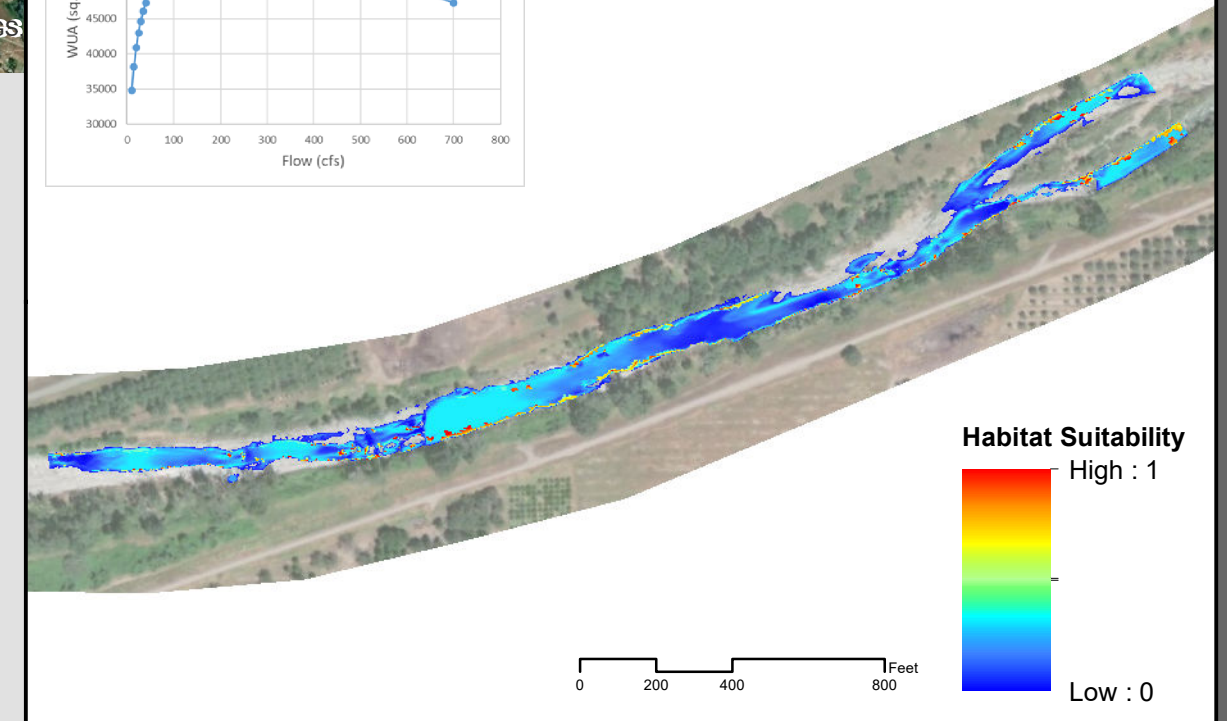 WUA (sq.
45000
40000
35000
30000
0 100 200 300 400 500 600 700 800
Flow (cfs)
Habitat Suitability
High : 1
Low : 0
Feet
0 200 400 800